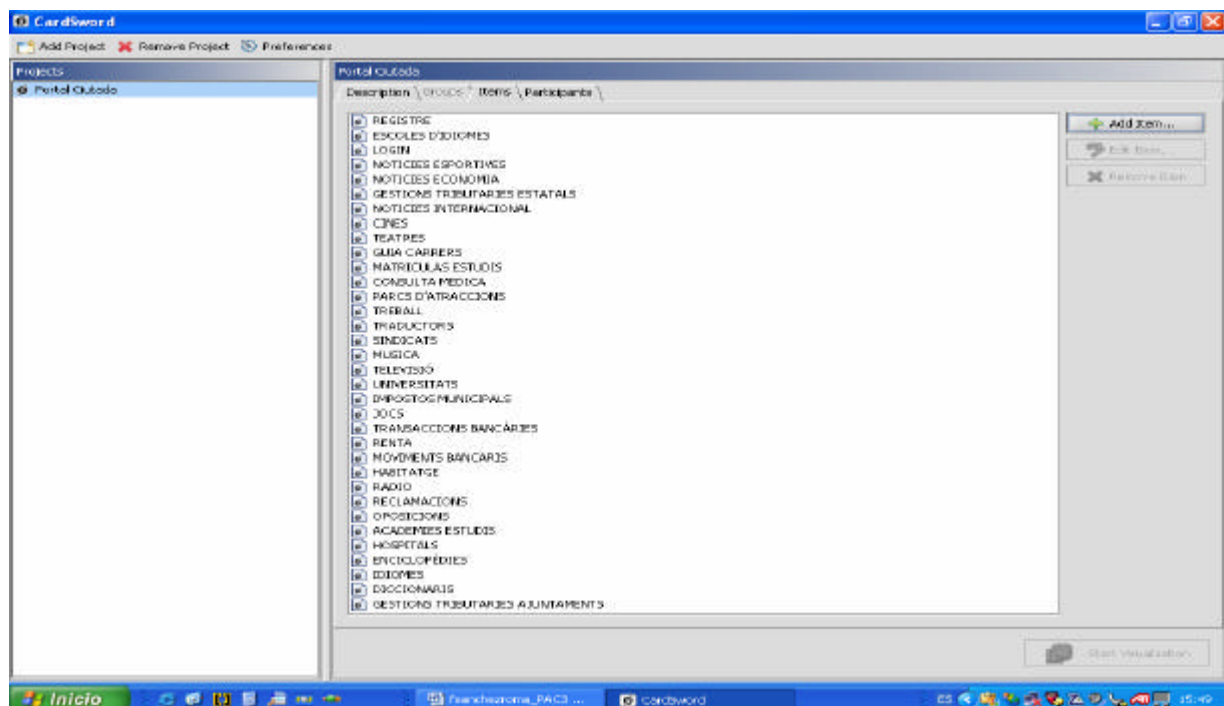 CardSword
Add Project Remove Project Preferences
Projects
Portal Ciutada
Portal Ciutada
Description Groups Items Participants
REGISTRE
ESCOLES D'IDIOMES
LOGIN
NOTICIES ESPORTIVES
NOTICIES ECONOMIA
GESTIONS TRIBUTARIES ESTATALS
NOTICIES INTERNACIONAL
CINES
TEATRES
GUIA CARRERS
MATRICULAS ESTUDIS
CONSULTA MEDICA
PARCS D'ATRACCIONS
TREBALL
TRADUCTORS
SINDICATS
MUSICA
TELEVISIÓ
UNIVERSITATS
IMPOSTOS MUNICIPALS
JOCS
TRANSACCIONS BANCÀRIES
RENTA
MOVIMENTS BANCARIS
HABITATGE
RADIO
RECLAMACIONS
OPOSICIONS
ACADEMIES ESTUDIS
HOSPITALS
ENCICLOPÈDIES
IDIOMES
DICCIONARIS
GESTIONS TRIBUTARIES AJUNTAMENTS
Add Item...
Edit Item...
Remove Item
Start Visualization
Inicio
fsanchezroma_PAC3 ...
CardSword
ES
15:49